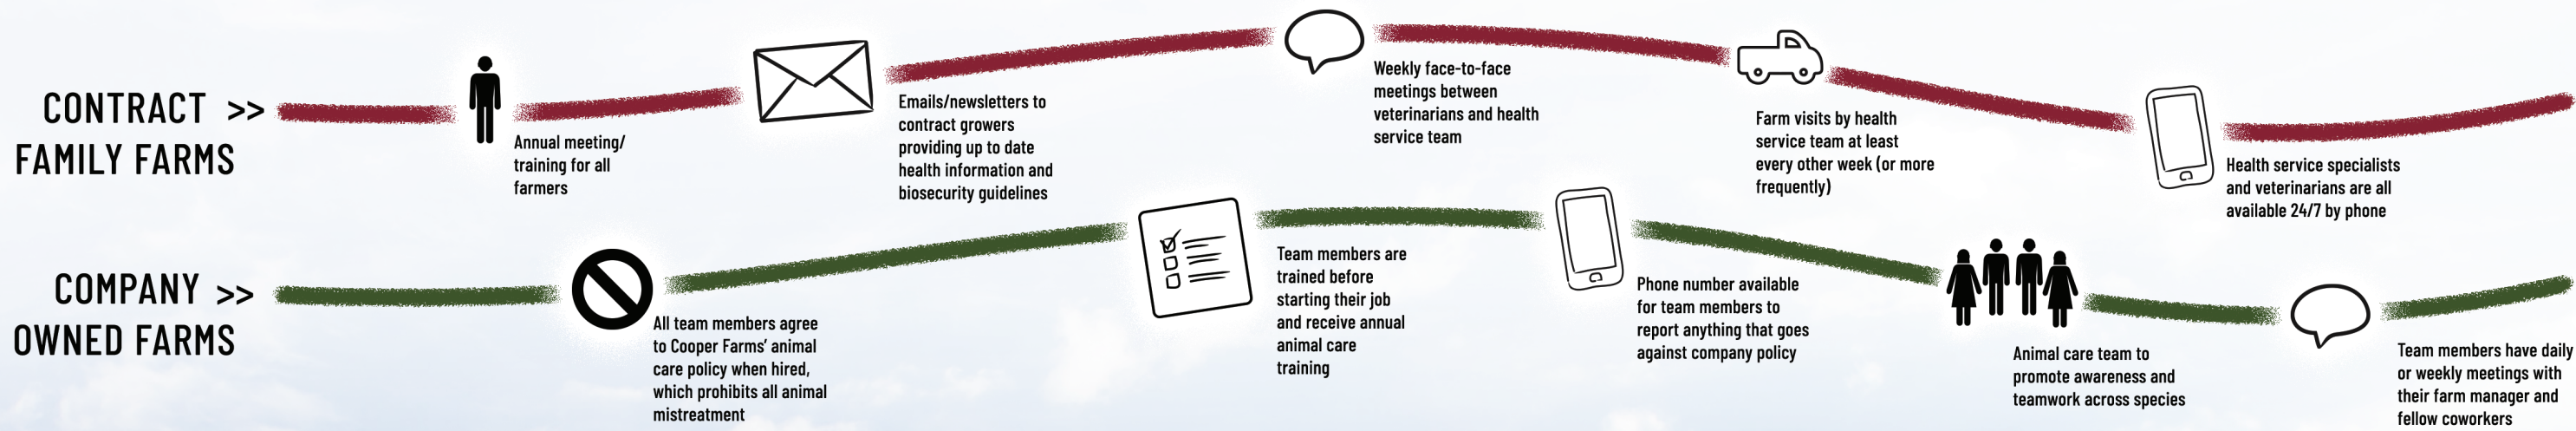 CONTRACT >>
FAMILY FARMS
Annual meeting/
training for all
farmers
Emails/newsletters to
contract growers
providing up to date
health information and
biosecurity guidelines
Weekly face-to-face
meetings between
veterinarians and health
service team
Farm visits by health
service team at least
every other week (or more
frequently)
Health service specialists
and veterinarians are all
available 24/7 by phone
COMPANY >>
OWNED FARMS
All team members agree
to Cooper Farms’ animal
care policy when hired,
which prohibits all animal
mistreatment
Team members are
trained before
starting their job
and receive annual
animal care
training
Phone number available
for team members to
report anything that goes
against company policy
Animal care team to
promote awareness and
teamwork across species
Team members have daily
or weekly meetings with
their farm manager and
fellow coworkers